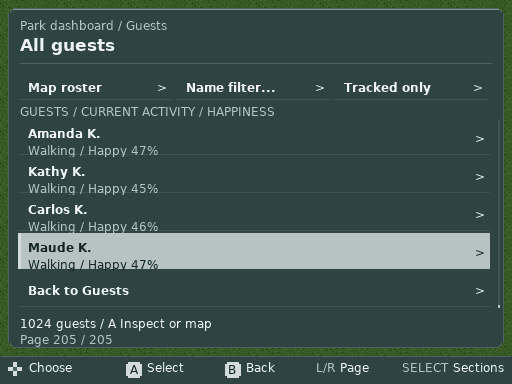 Park dashboard / Guests
All guests
Map roster > Name filter... > Tracked only >
GUESTS / CURRENT ACTIVITY / HAPPINESS
Amanda K. >
Walking / Happy 47%
Kathy K. >
Walking / Happy 45%
Carlos K. >
Walking / Happy 46%
Maude K. >
Walking / Happy 47%
Back to Guests >
1024 guests / A Inspect or map
Page 205 / 205
Choose A Select B Back L/R Page SELECT Sections